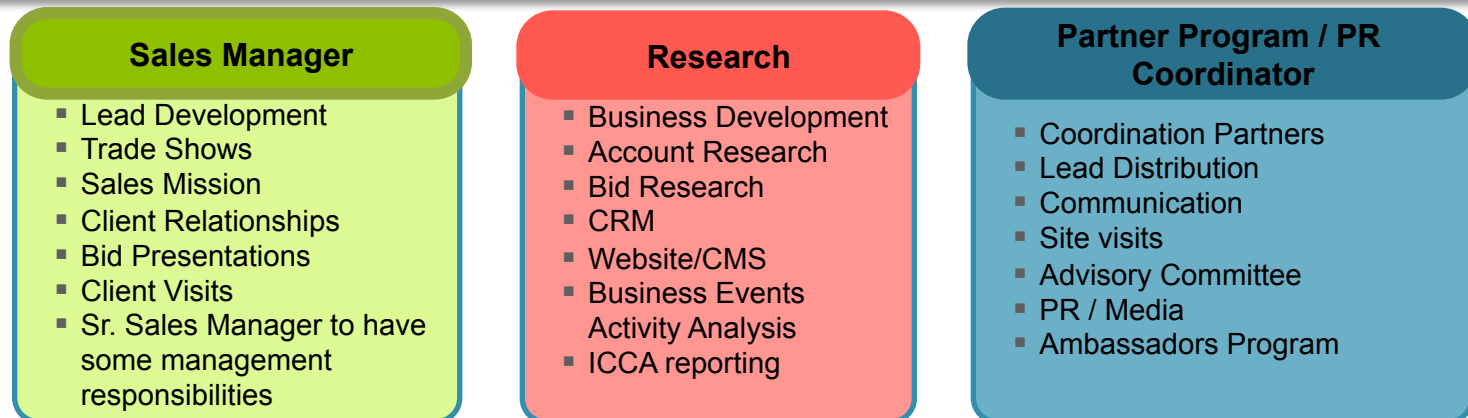 Sales Manager
▪ Lead Development
▪ Trade Shows
▪ Sales Mission
▪ Client Relationships
▪ Bid Presentations
▪ Client Visits
▪ Sr. Sales Manager to have
some management
responsibilities
Research
▪ Business Development
▪ Account Research
▪ Bid Research
▪ CRM
▪ Website/CMS
▪ Business Events
Activity Analysis
▪ ICCA reporting
Partner Program / PR
Coordinator
▪ Coordination Partners
▪ Lead Distribution
▪ Communication
▪ Site visits
▪ Advisory Committee
▪ PR / Media
▪ Ambassadors Program